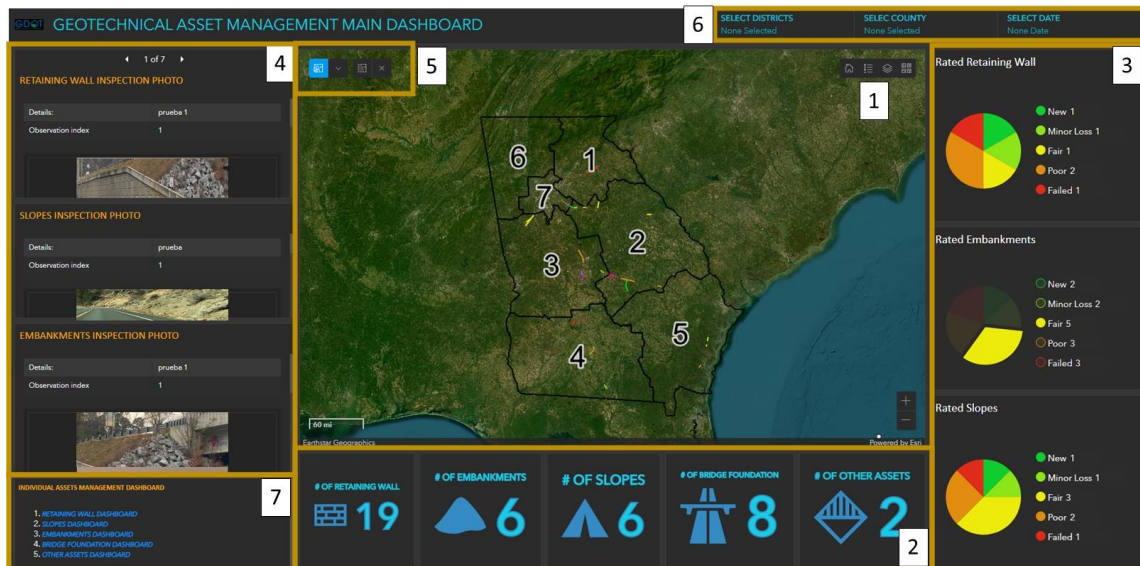 GDOT GEOTECHNICAL ASSET MANAGEMENT MAIN DASHBOARD
6
SELECT DISTRICTS
None Selected
SELEC COUNTY
None Selected
SELECT DATE
None Date
1 of 7
4
RETAINING WALL INSPECTION PHOTO
Details: prueba 1
Observation index 1
SLOPES INSPECTION PHOTO
Details: prueba
Observation index 1
EMBANKMENTS INSPECTION PHOTO
Details: prueba 1
Observation index 1
7
INDIVIDUAL ASSETS MANAGEMENT DASHBOARD
1. RETAINING WALL DASHBOARD
2. SLOPES DASHBOARD
3. EMBANKMENTS DASHBOARD
4. BRIDGE FOUNDATION DASHBOARD
5. OTHER ASSETS DASHBOARD
5
1
6
1
7
2
3
5
4
60 mi
Earthstar Geographics
Powered by Esri
# OF RETAINING WALL
19
# OF EMBANKMENTS
6
# OF SLOPES
6
# OF BRIDGE FOUNDATION
8
# OF OTHER ASSETS
2
2
3
Rated Retaining Wall
New 1
Minor Loss 1
Fair 1
Poor 2
Failed 1
Rated Embankments
New 2
Minor Loss 2
Fair 5
Poor 3
Failed 3
Rated Slopes
New 1
Minor Loss 1
Fair 3
Poor 2
Failed 1